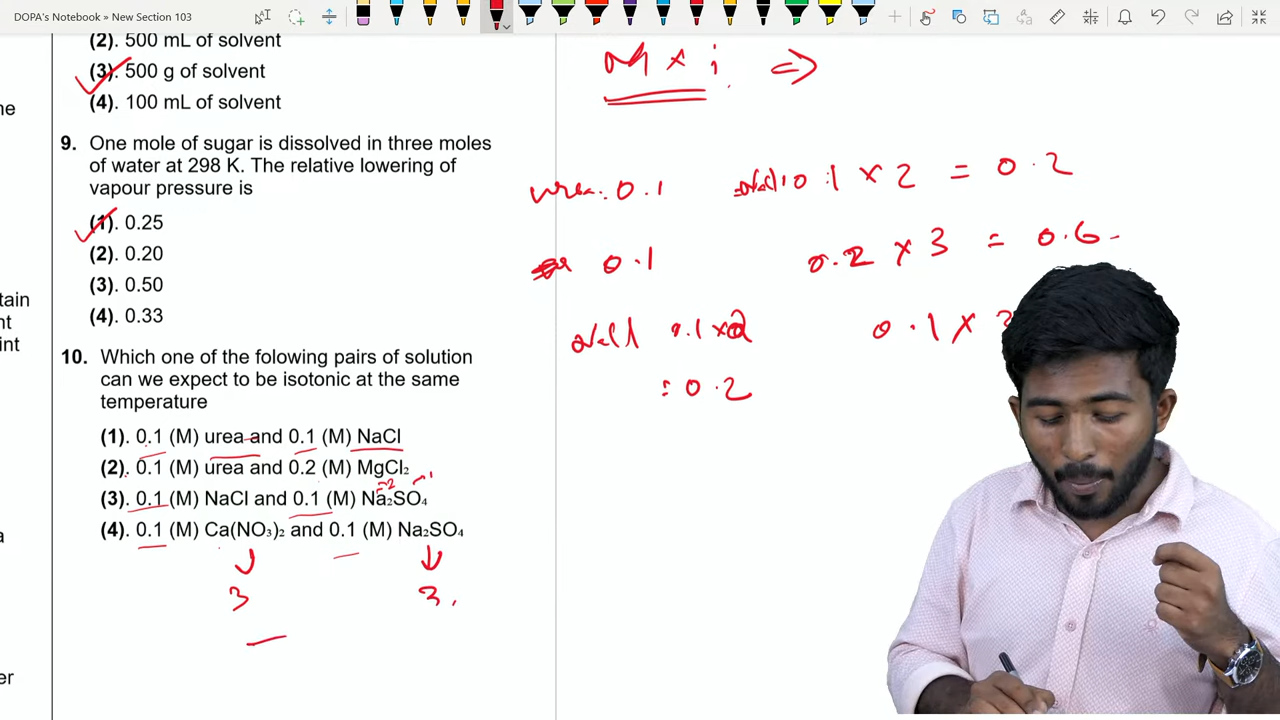 DOPA's Notebook » New Section 103
(2). 500 mL of solvent
(3). 500 g of solvent
(4). 100 mL of solvent
9. One mole of sugar is dissolved in three moles
of water at 298 K. The relative lowering of
vapour pressure is
(1). 0.25
(2). 0.20
(3). 0.50
(4). 0.33
10. Which one of the folowing pairs of solution
can we expect to be isotonic at the same
temperature
(1). 0.1 (M) urea and 0.1 (M) NaCl
(2). 0.1 (M) urea and 0.2 (M) MgCl₂
(3). 0.1 (M) NaCl and 0.1 (M) Na₂SO₄
(4). 0.1 (M) Ca(NO₃)₂ and 0.1 (M) Na₂SO₄
3 3.
ne
tain
nt
int
a
er
M × i ⇒
urea: 0.1 NaCl: 0.1 × 2 = 0.2
0.1 0.2 × 3 = 0.6
NaCl 0.1 × 2 0.1 ×
= 0.2